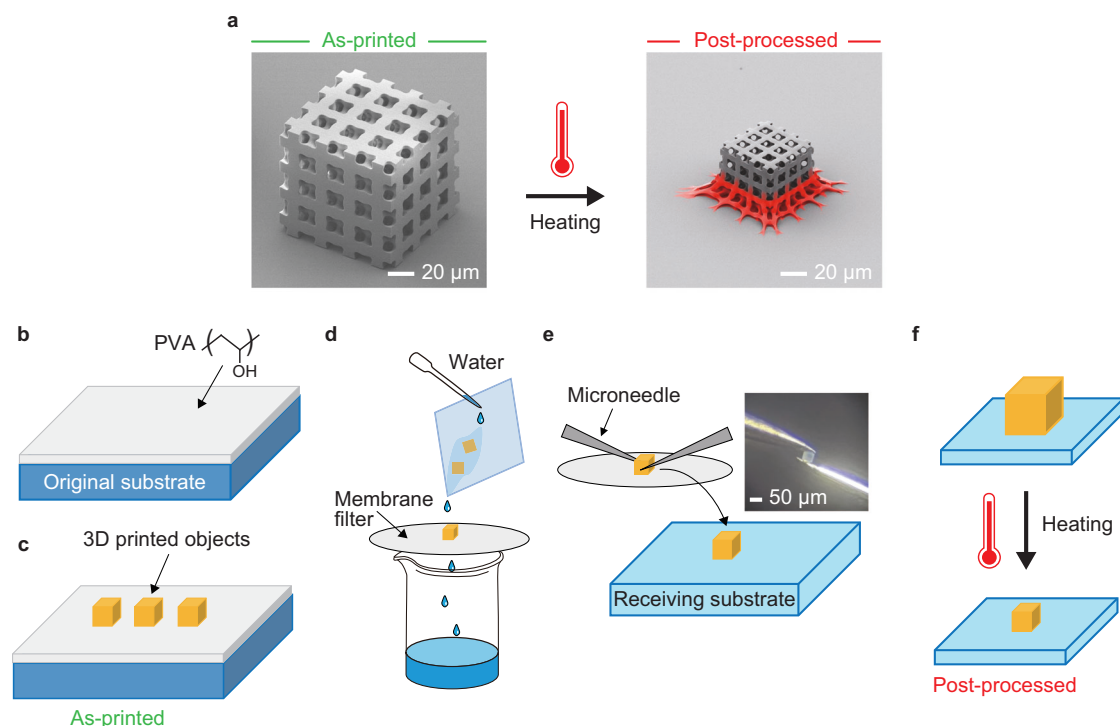 a
As-printed
Post-processed
Heating
20 µm
20 µm
b
PVA
OH
Original substrate
c
3D printed objects
As-printed
d
Water
Membrane
filter
e
Microneedle
50 µm
Receiving substrate
f
Heating
Post-processed